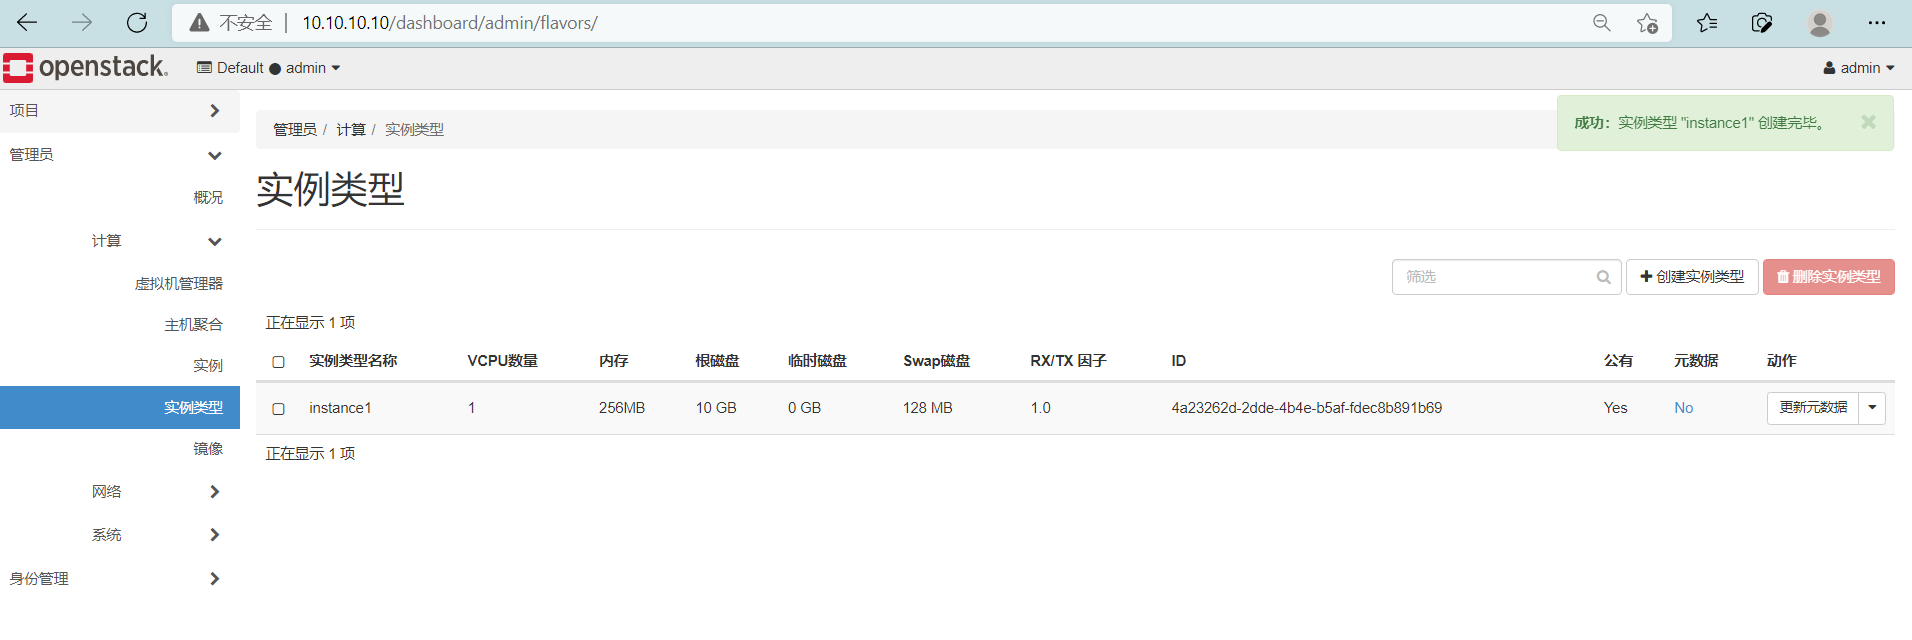 不安全 10.10.10.10/dashboard/admin/flavors/
openstack. Default ● admin admin
项目
管理员
概况
计算
虚拟机管理器
主机聚合
实例
实例类型
镜像
网络
系统
身份管理
管理员 / 计算 / 实例类型
成功：实例类型 "instance1" 创建完毕。
实例类型
筛选 创建实例类型 删除实例类型
正在显示 1 项
实例类型名称 VCPU数量 内存 根磁盘 临时磁盘 Swap磁盘 RX/TX 因子 ID 公有 元数据 动作
instance1 1 256MB 10 GB 0 GB 128 MB 1.0 4a23262d-2dde-4b4e-b5af-fdec8b891b69 Yes No 更新元数据
正在显示 1 项